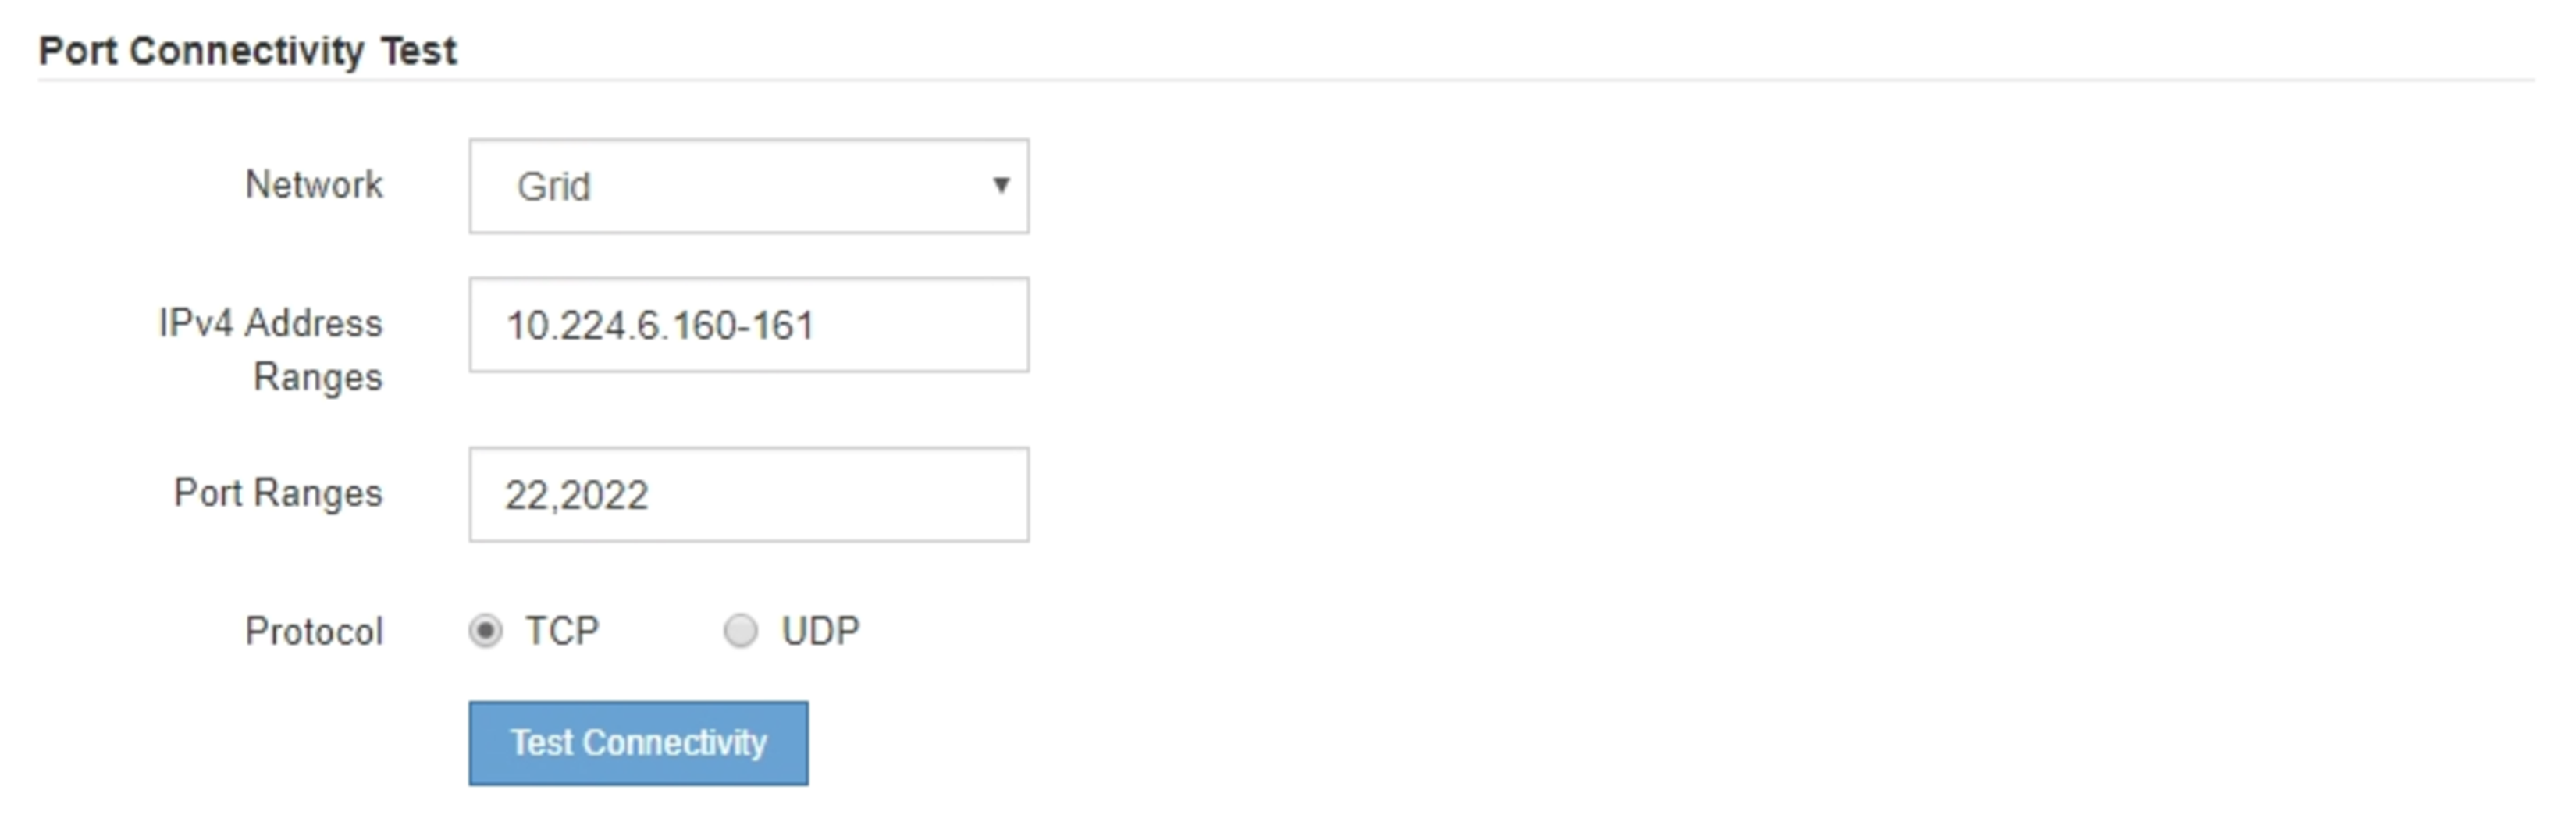 Port Connectivity Test
Network
Grid
IPv4 Address
Ranges
10.224.6.160-161
Port Ranges
22,2022
Protocol
TCP
UDP
Test Connectivity